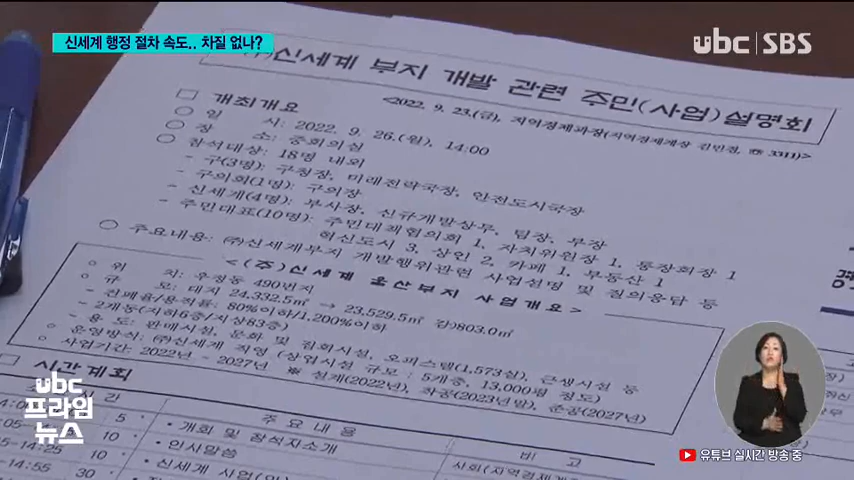 신세계 행정 절차 속도.. 차질 없나?
ubc | SBS
(주)신세계 부지 개발 관련 주민(사업)설명회
<2022. 9. 23.(금), 지역경제과장(지역경제계장 김민정, ☎ 3311)>
□ 개최개요
○ 일 시: 2022. 9. 26.(월), 14:00
○ 장 소: 중회의실
○ 참석대상: 18명 내외
- 구(3명): 구청장, 미래전략국장, 안전도시국장
- 구의회(1명): 구의장
- 신세계(4명): 부사장, 신규개발상무, 팀장, 부장
- 주민대표(10명): 주민대책협의회 1, 자치위원장 1, 통장회장 1
혁신도시 3, 상인 2, 카페 1, 부동산 1
○ 주요내용: ㈜신세계부지 개발행위관련 사업설명 및 질의응답 등
<(주)신세계 울산부지 사업개요>
○ 위 치: 우정동 490번지
○ 규 모: 대지 24,332.5㎡ → 23,529.5㎡ 감)803.0㎡
- 건폐율/용적률: 80%이하/1,200%이하
- 2개동(지하6층/지상83층)
- 용 도: 판매시설, 문화 및 집회시설, 오피스텔(1,573실), 근생시설 등
○ 운영방식: ㈜신세계 직영 (상업시설 규모 : 5개층, 13,000평 정도)
○ 사업기간: 2022년 ~ 2027년 ※ 설계(2022년), 착공(2023년말), 준공(2027년)
□ 시간계획
시 간
주 요 내 용
비 고
5
• 개회 및 참석자소개
10
• 인사말씀
-14:25 10
• 신세계 사업
사회(지역경제
-14:55 30
ubc
프라임
뉴스
유튜브 실시간 방송 중